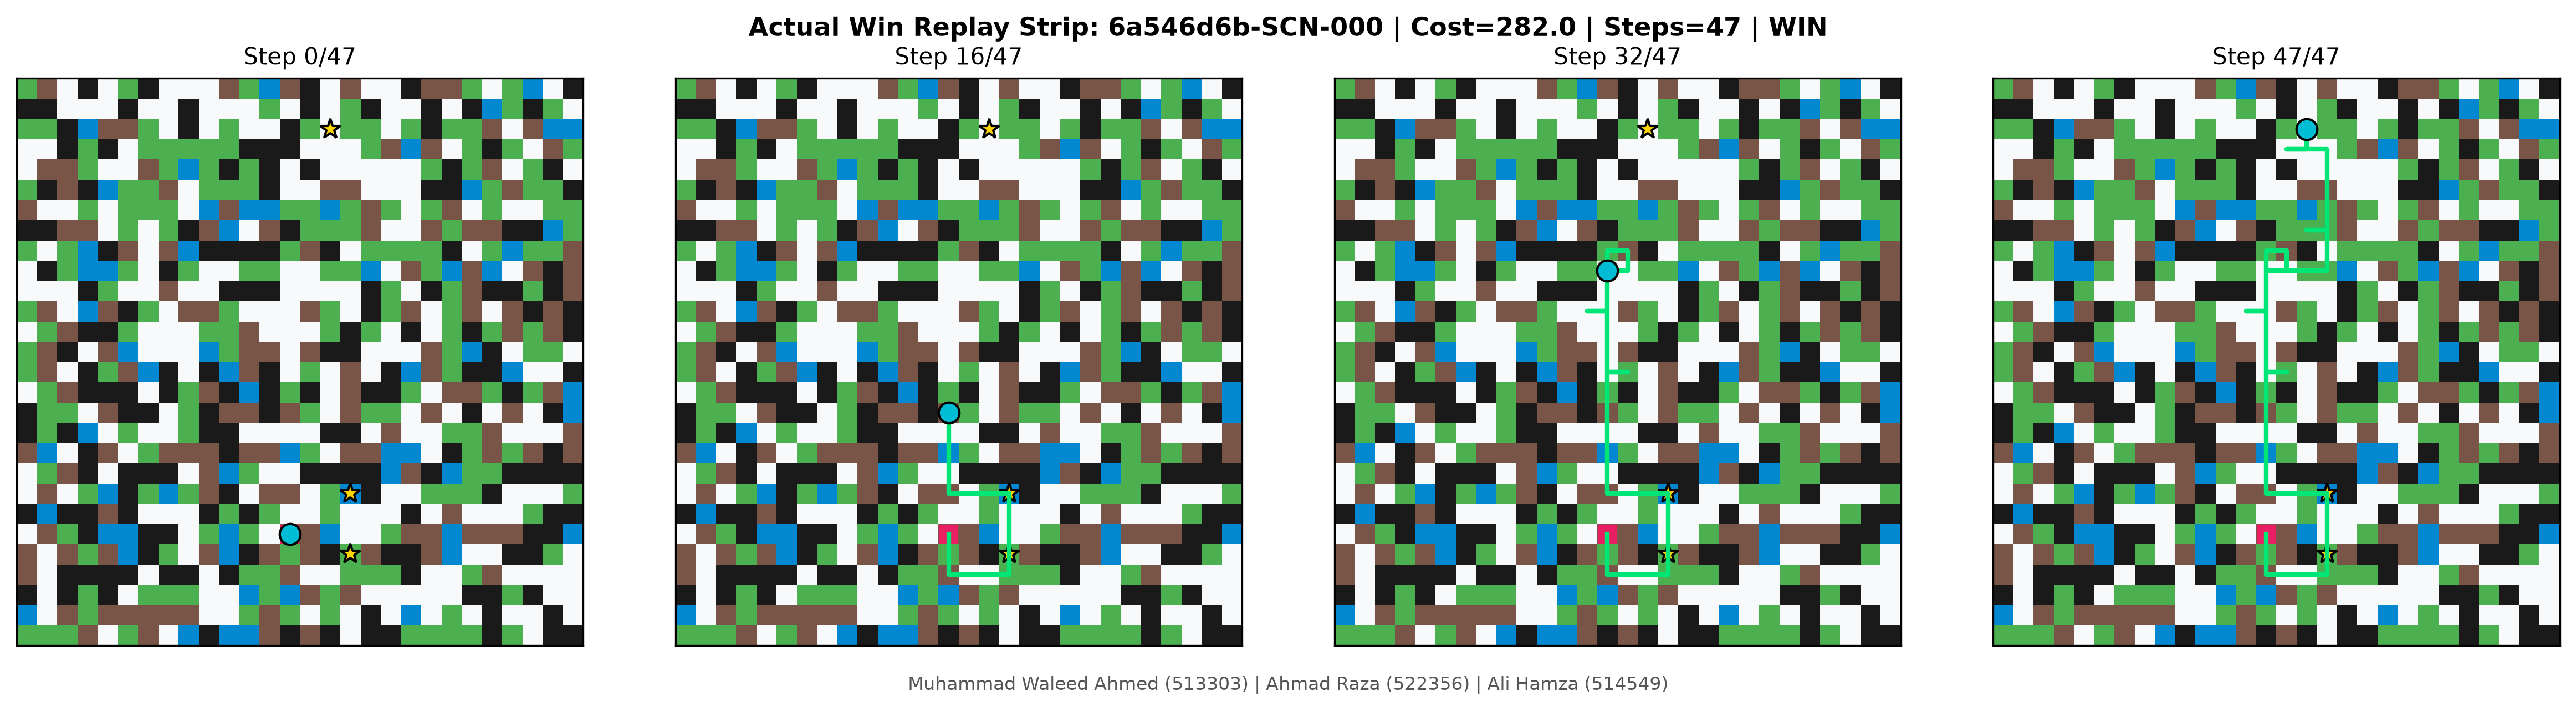 Actual Win Replay Strip: 6a546d6b-SCN-000 | Cost=282.0 | Steps=47 | WIN
Step 0/47
Step 16/47
Step 32/47
Step 47/47
Muhammad Waleed Ahmed (513303) | Ahmad Raza (522356) | Ali Hamza (514549)